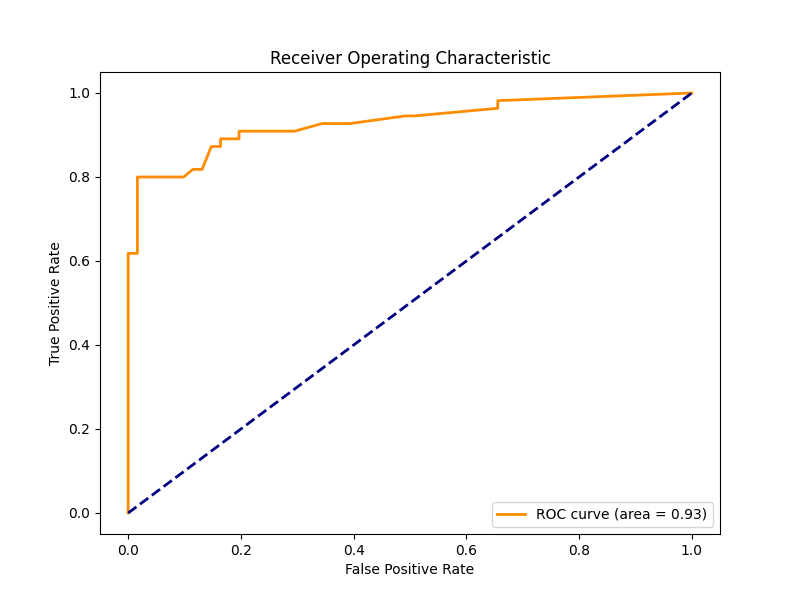 Receiver Operating Characteristic
1.0
0.8
0.6
0.4
0.2
0.0
True Positive Rate
ROC curve (area = 0.93)
0.0 0.2 0.4 0.6 0.8 1.0
False Positive Rate